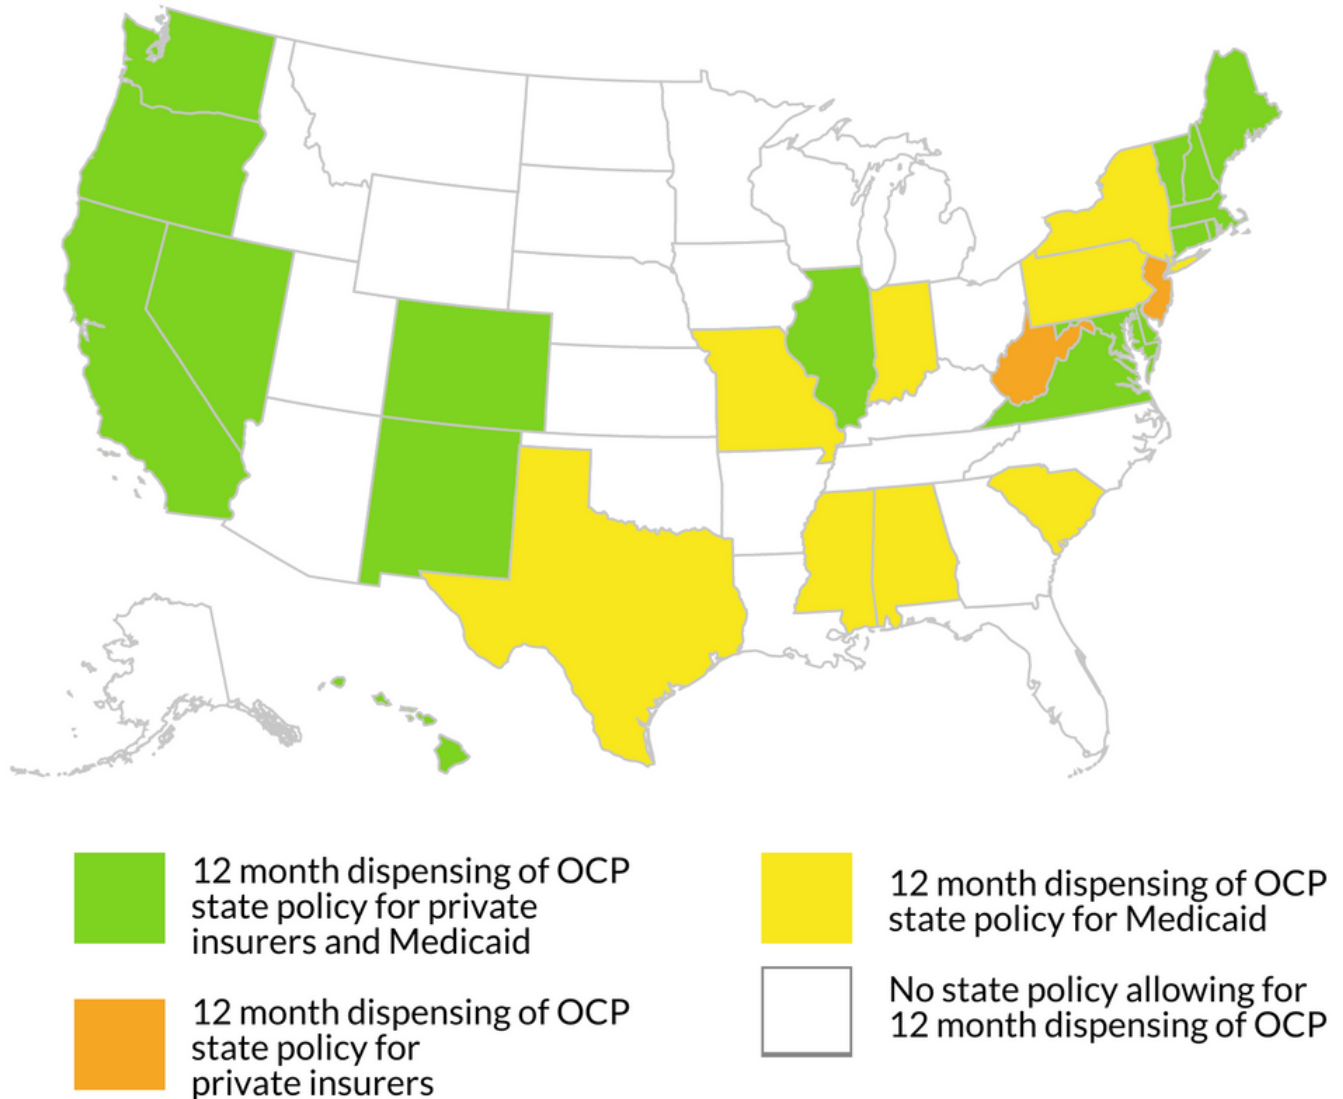 12 month dispensing of OCP
state policy for private
insurers and Medicaid
12 month dispensing of OCP
state policy for
private insurers
12 month dispensing of OCP
state policy for Medicaid
No state policy allowing for
12 month dispensing of OCP